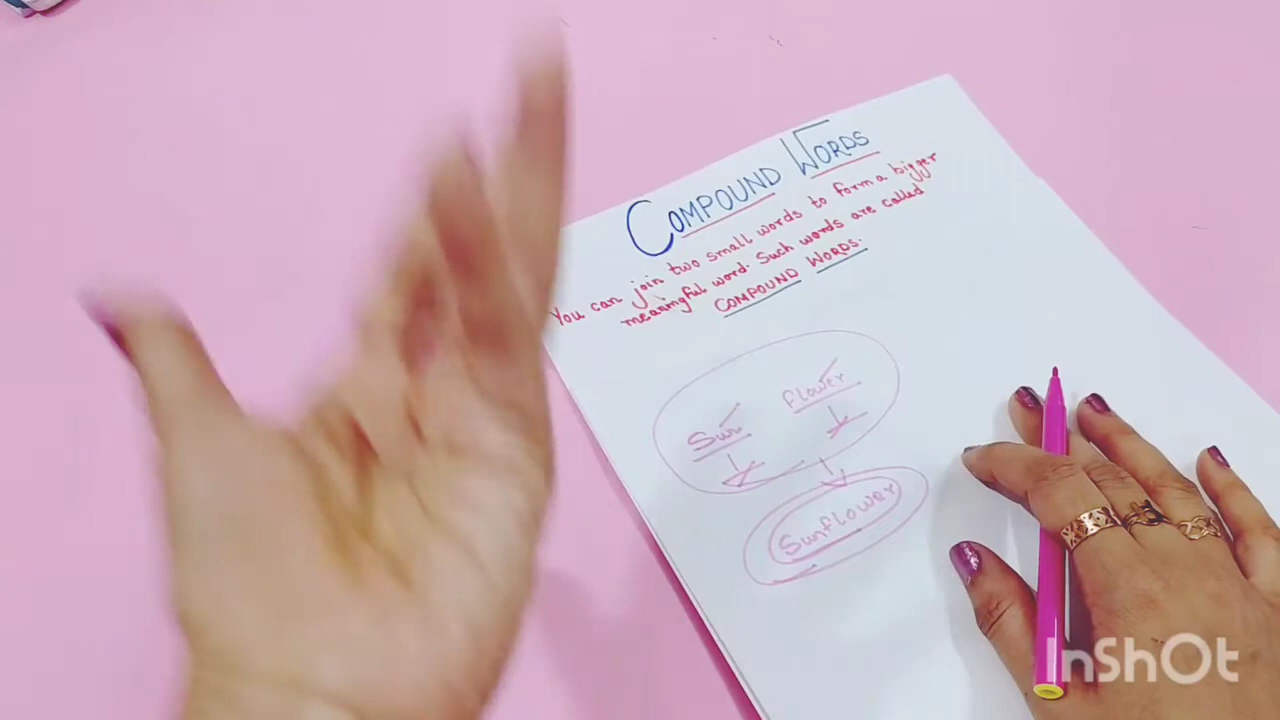 COMPOUND WORDS
You can join two small words to form a bigger
meaningful word. Such words are called
COMPOUND WORDS.
Sun flower
Sunflower
InShOt